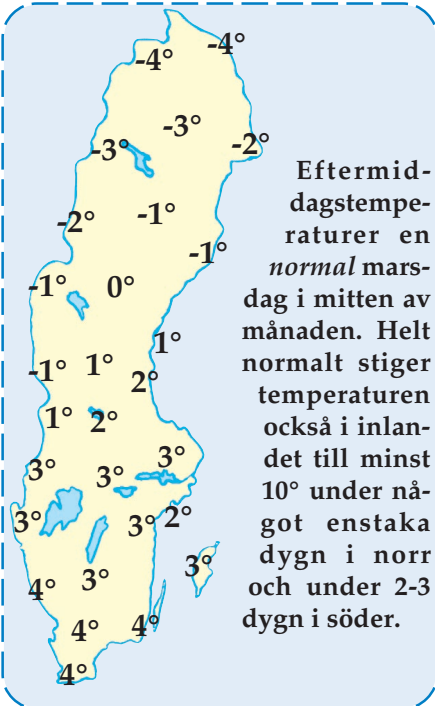 -4°
-4°
-3°
-3°
-2°
-2°
-1°
-1°
-1°
0°
1°
-1°
1°
2°
1°
2°
3°
3°
3°
3°
3°
2°
3°
3°
4°
4°
4°
4°
Eftermid-
dagstempe-
raturer en
normal mars-
dag i mitten av
månaden. Helt
normalt stiger
temperaturen
också i inlan-
det till minst
10° under nå-
got enstaka
dygn i norr
och under 2-3
dygn i söder.